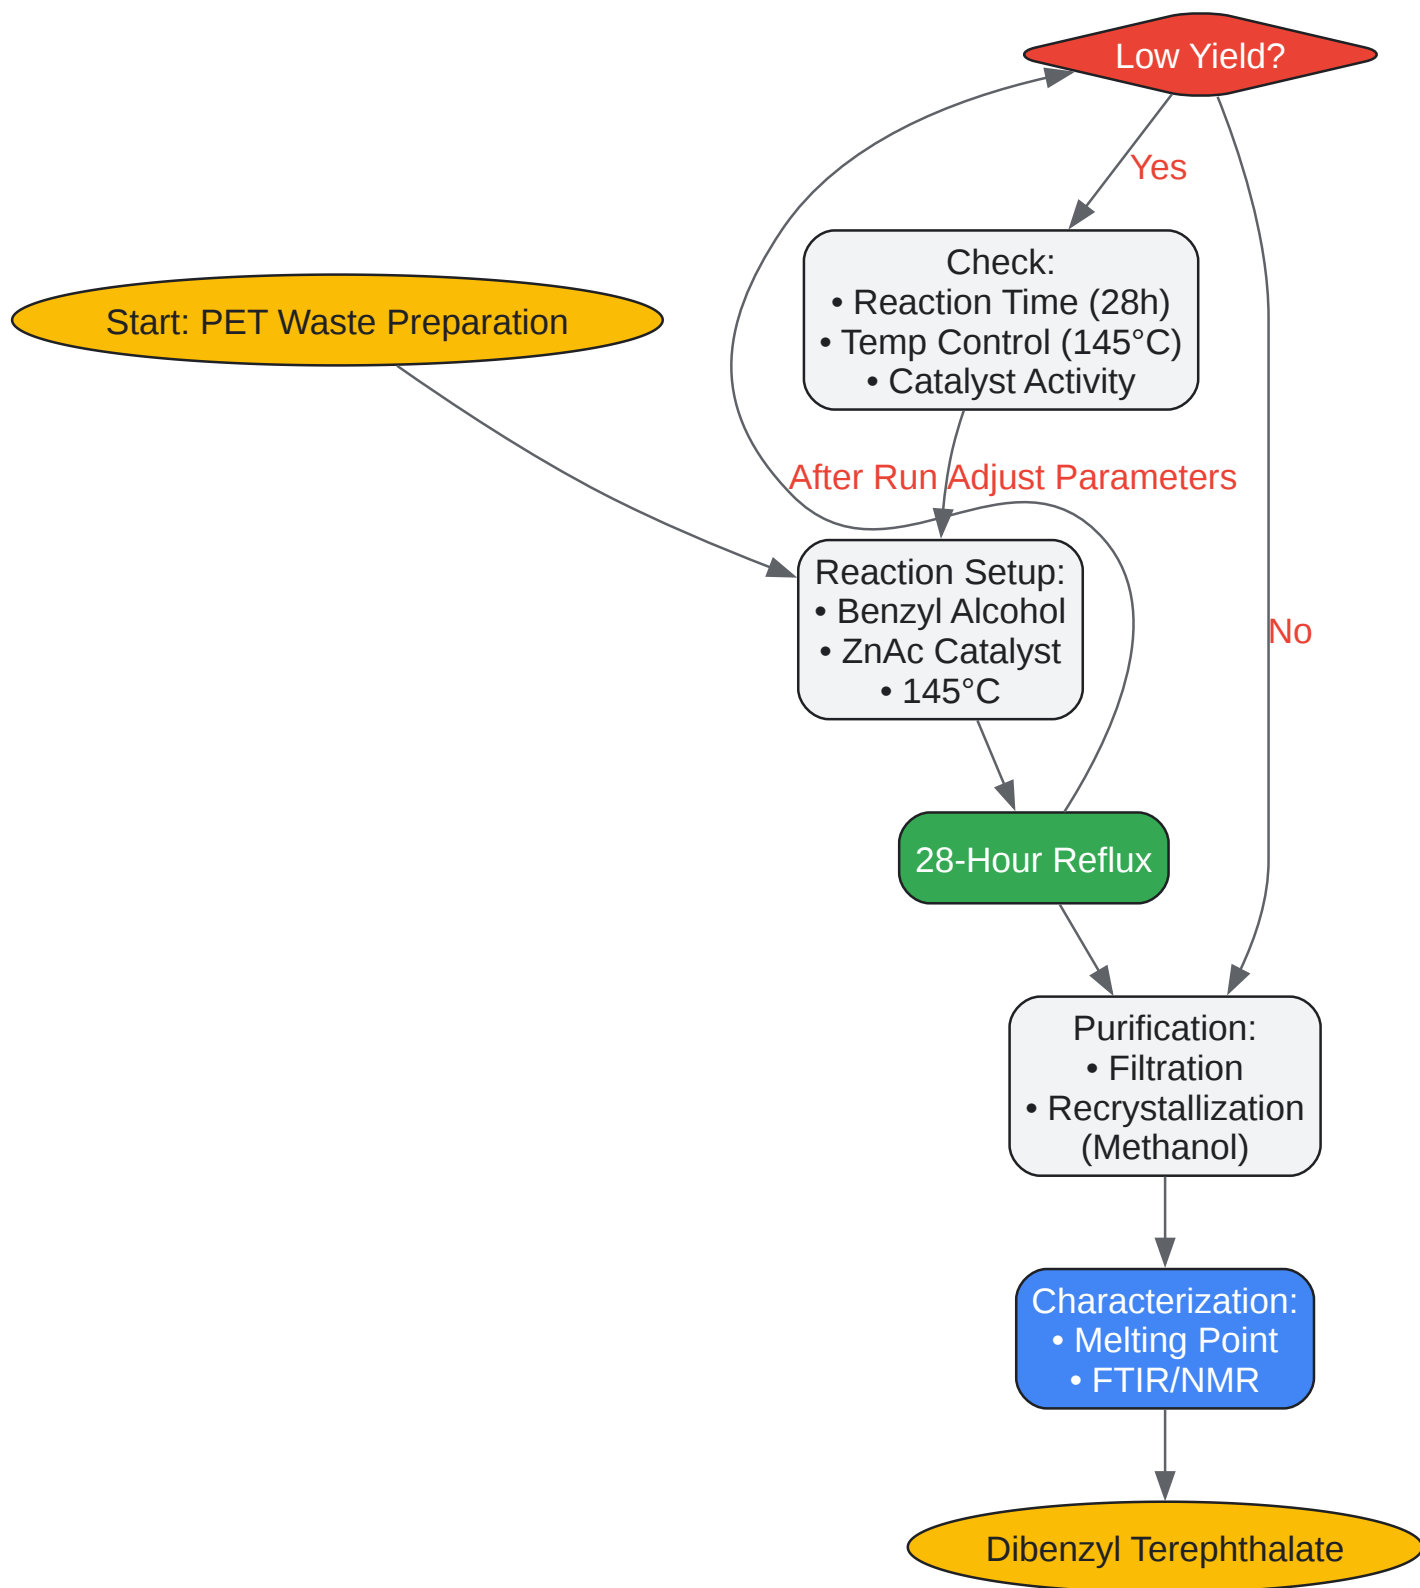 Low Yield?
Yes
Check:
• Reaction Time (28h)
• Temp Control (145°C)
• Catalyst Activity
Start: PET Waste Preparation
After Run
Adjust Parameters
Reaction Setup:
• Benzyl Alcohol
• ZnAc Catalyst
• 145°C
No
28-Hour Reflux
Purification:
• Filtration
• Recrystallization
(Methanol)
Characterization:
• Melting Point
• FTIR/NMR
Dibenzyl Terephthalate